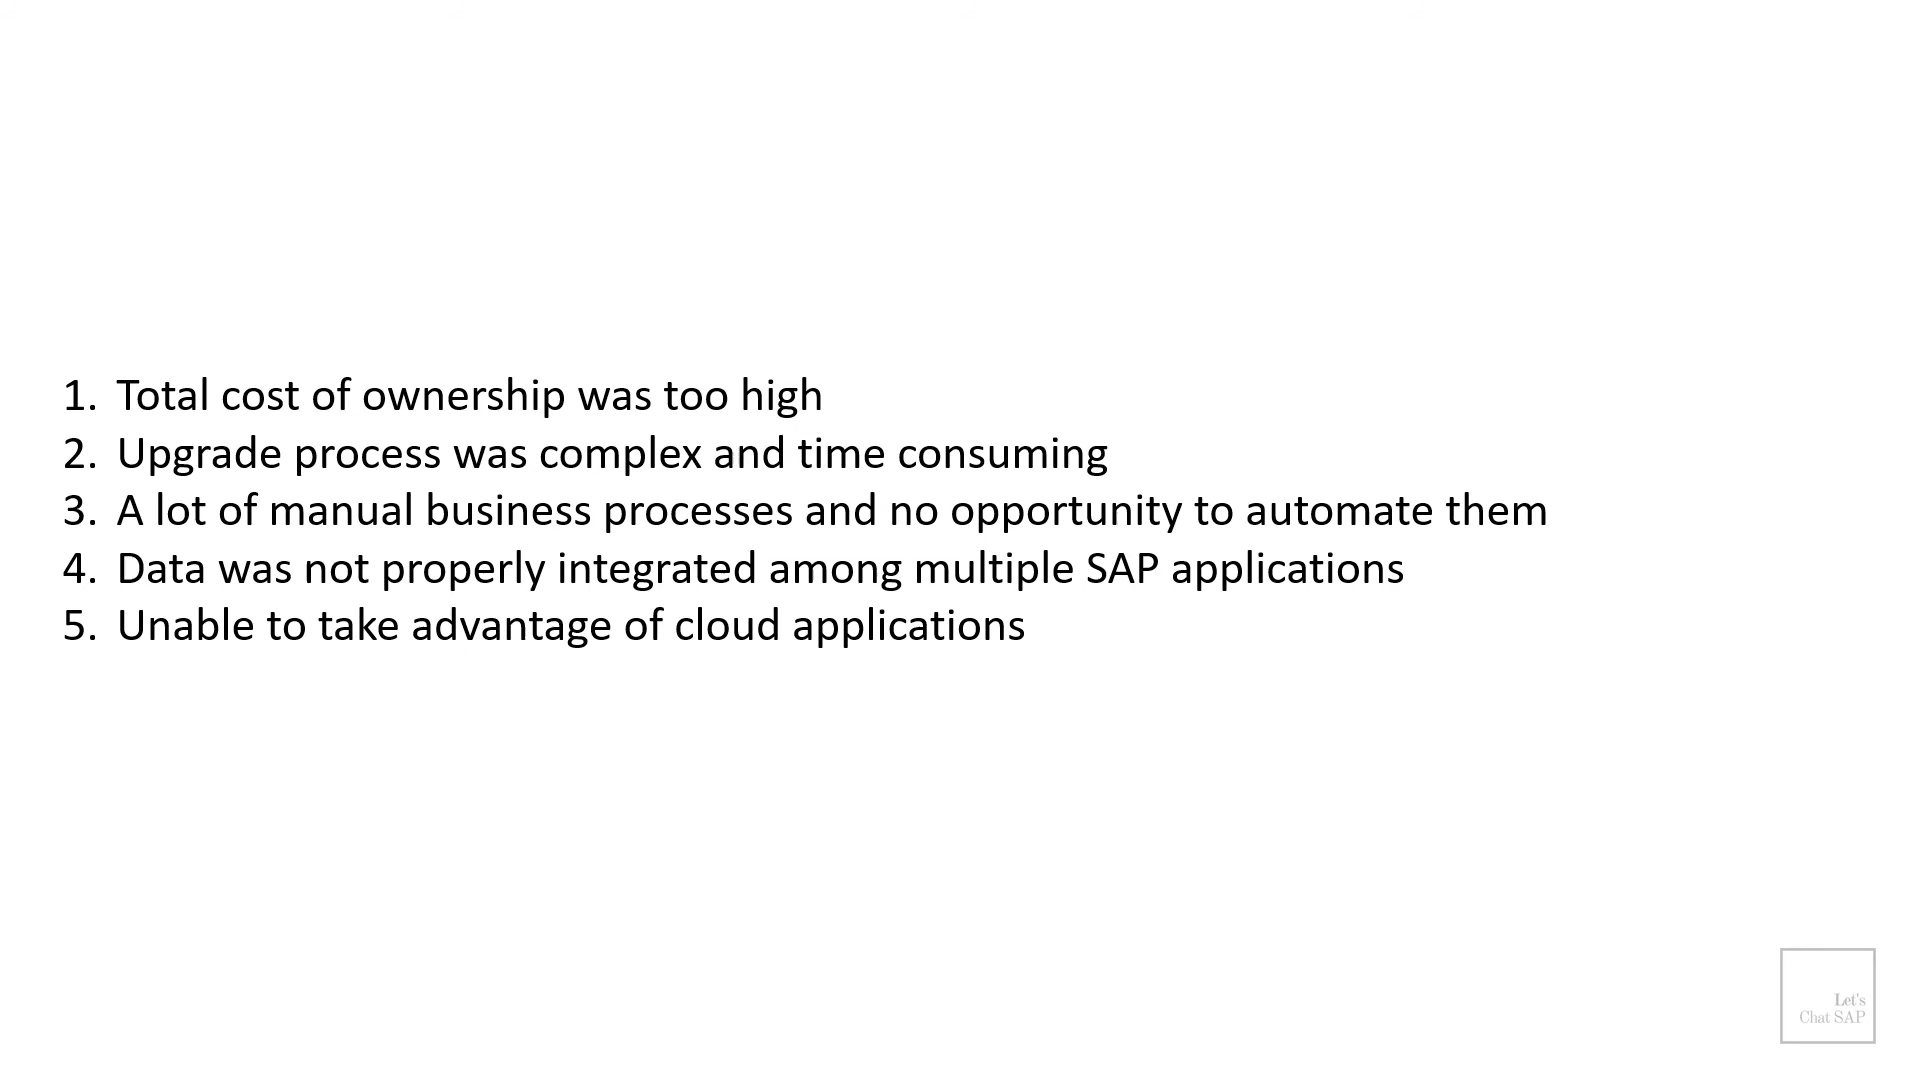 1. Total cost of ownership was too high
2. Upgrade process was complex and time consuming
3. A lot of manual business processes and no opportunity to automate them
4. Data was not properly integrated among multiple SAP applications
5. Unable to take advantage of cloud applications
Let's
Chat SAP